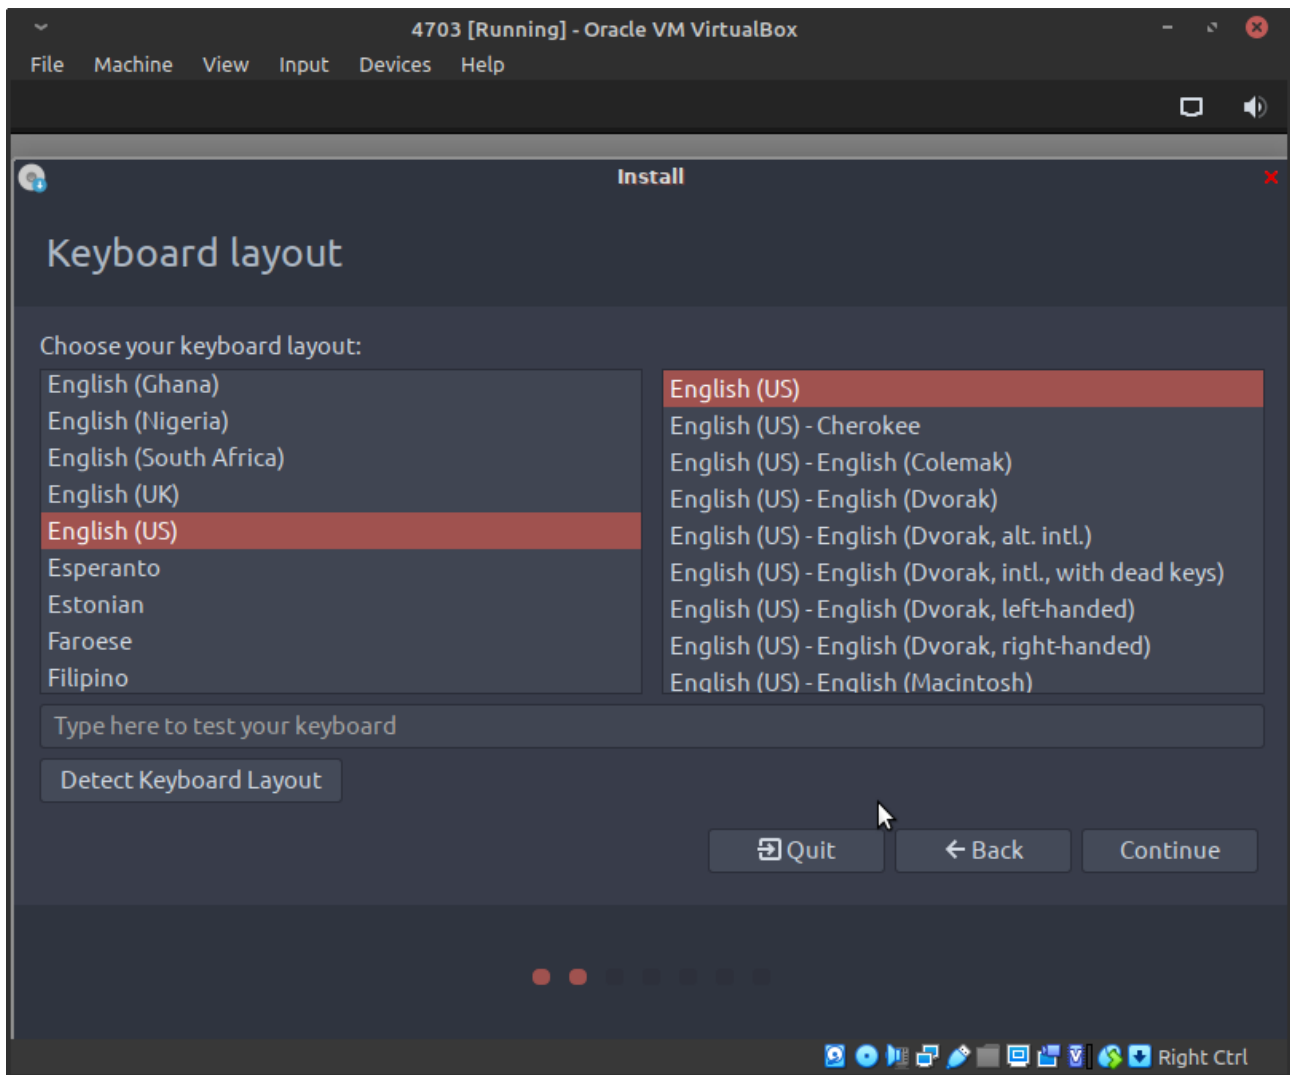 4703 [Running] - Oracle VM VirtualBox
File Machine View Input Devices Help
Install
Keyboard layout
Choose your keyboard layout:
English (Ghana)
English (Nigeria)
English (South Africa)
English (UK)
English (US)
Esperanto
Estonian
Faroese
Filipino
English (US)
English (US) - Cherokee
English (US) - English (Colemak)
English (US) - English (Dvorak)
English (US) - English (Dvorak, alt. intl.)
English (US) - English (Dvorak, intl., with dead keys)
English (US) - English (Dvorak, left-handed)
English (US) - English (Dvorak, right-handed)
English (US) - English (Macintosh)
Type here to test your keyboard
Detect Keyboard Layout
Quit Back Continue
Right Ctrl